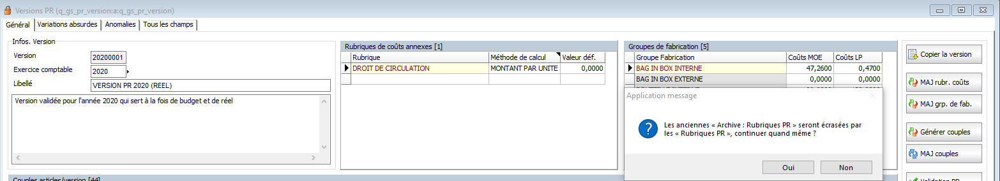 Versions PR (q_gs_pr_version:a:q_gs_pr_version)
Général Variations absurdes Anomalies Tous les champs
Infos. Version
Version 20200001
Exercice comptable 2020
Libellé VERSION PR 2020 (REEL)
Version validée pour l'année 2020 qui sert à la fois de budget et de réel
Rubriques de coûts annexes [1]
Rubrique Méthode de calcul Valeur déf.
DROIT DE CIRCULATION MONTANT PAR UNITE 0,0000
Groupes de fabrication [5]
Groupe Fabrication Coûts MOE Coûts LP
BAG IN BOX INTERNE 47,2600 0,4700
BAG IN BOX EXTERNE 0,0000 0,0000
Application message
Les anciennes « Archive : Rubriques PR » seront écrasées par
les « Rubriques PR », continuer quand même ?
Oui Non
Copier la version
MAJ rubr. coûts
MAJ grp. de fab.
Générer couples
MAJ couples
Validation PR
Couples articles/version [44]